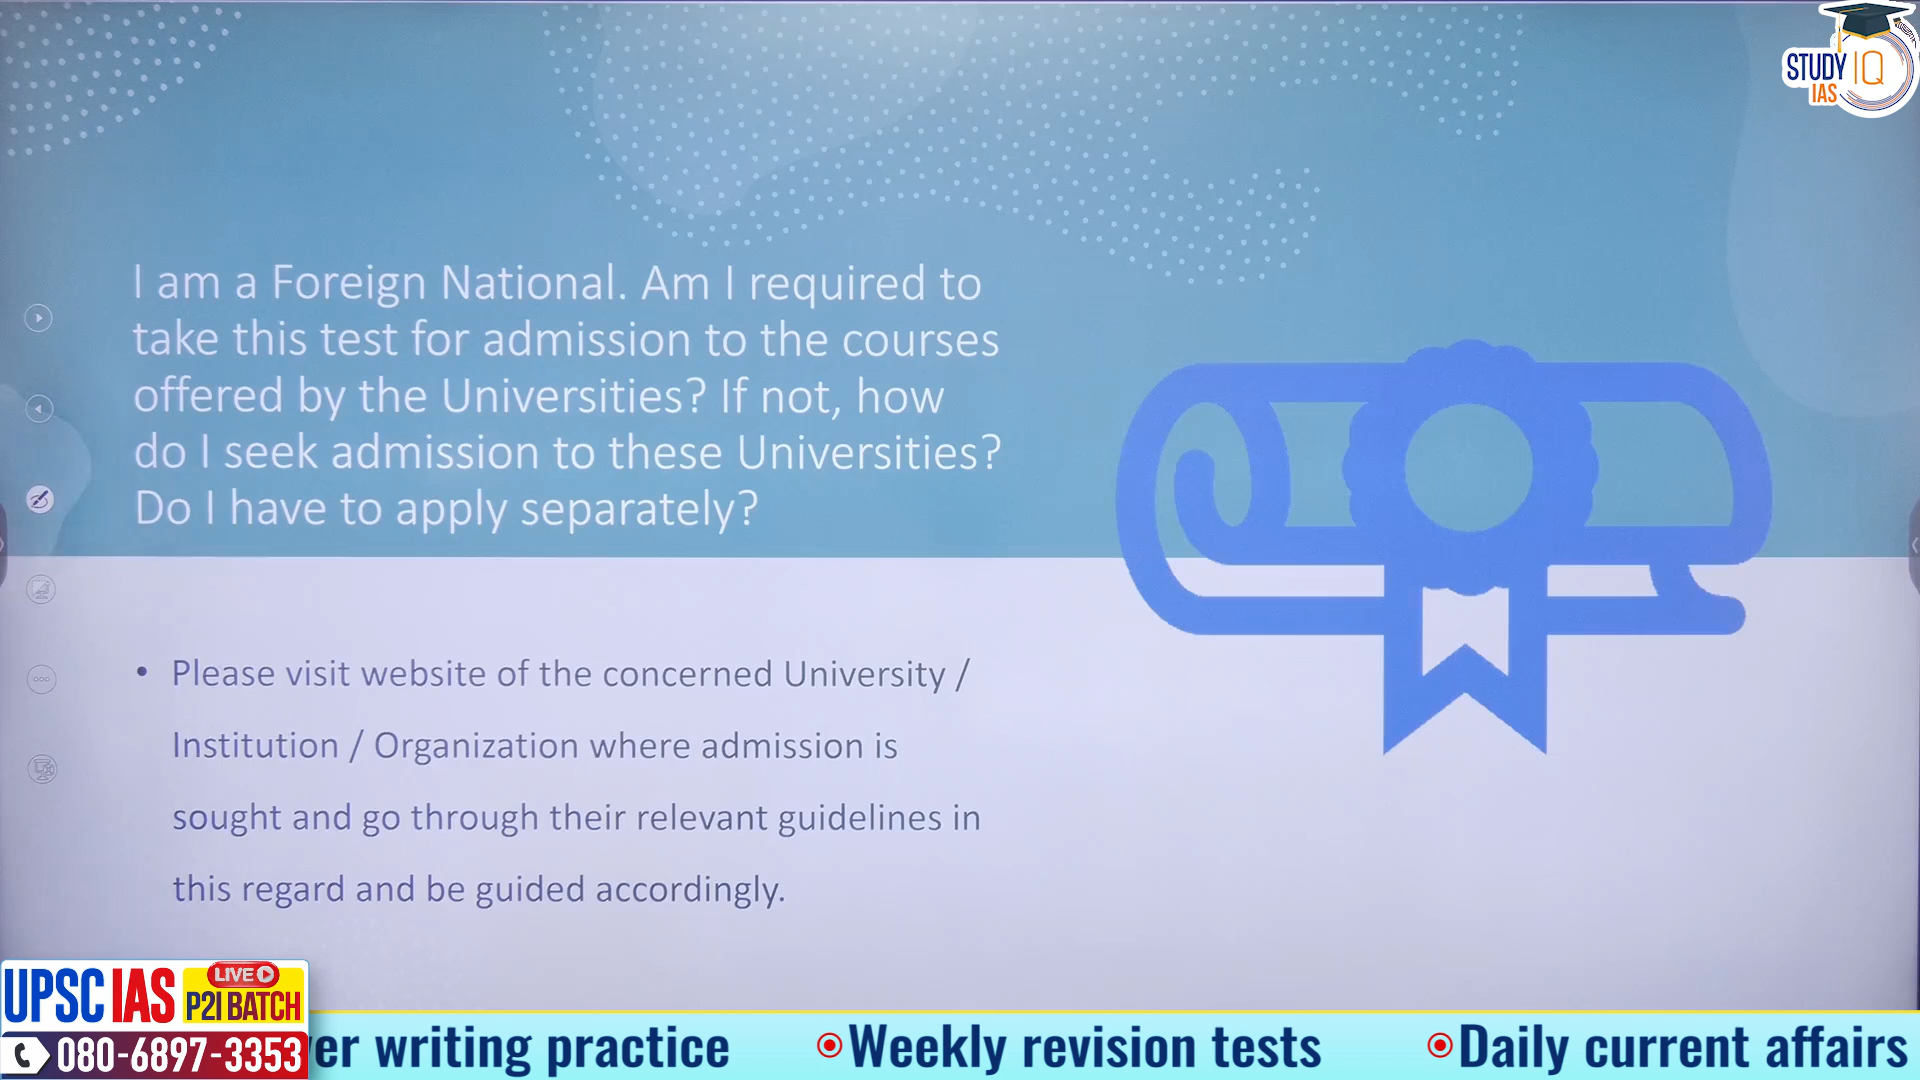 STUDY IQ
IAS
I am a Foreign National. Am I required to
take this test for admission to the courses
offered by the Universities? If not, how
do I seek admission to these Universities?
Do I have to apply separately?
• Please visit website of the concerned University /
Institution / Organization where admission is
sought and go through their relevant guidelines in
this regard and be guided accordingly.
UPSC IAS
LIVE
P2I BATCH
080-6897-3353
writing practice
Weekly revision tests
Daily current affairs